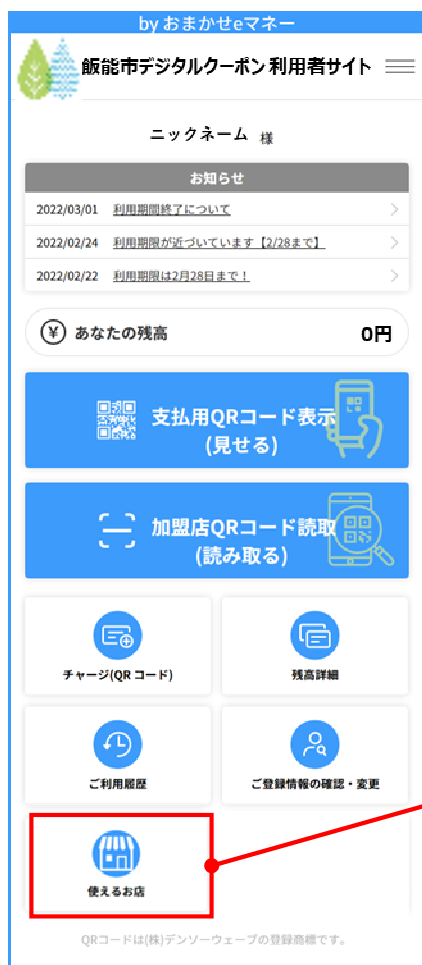 by おまかせeマネー
飯能市デジタルクーポン利用者サイト
ニックネーム 様
お知らせ
2022/03/01 利用期間終了について
2022/02/24 利用期限が近づいています【2/28まで】
2022/02/22 利用期限は2月28日まで！
¥ あなたの残高 0円
支払用QRコード表示
(見せる)
加盟店QRコード読取
(読み取る)
チャージ(QRコード) 残高詳細
ご利用履歴 ご登録情報の確認・変更
使えるお店
QRコードは(株)デンソーウェーブの登録商標です。